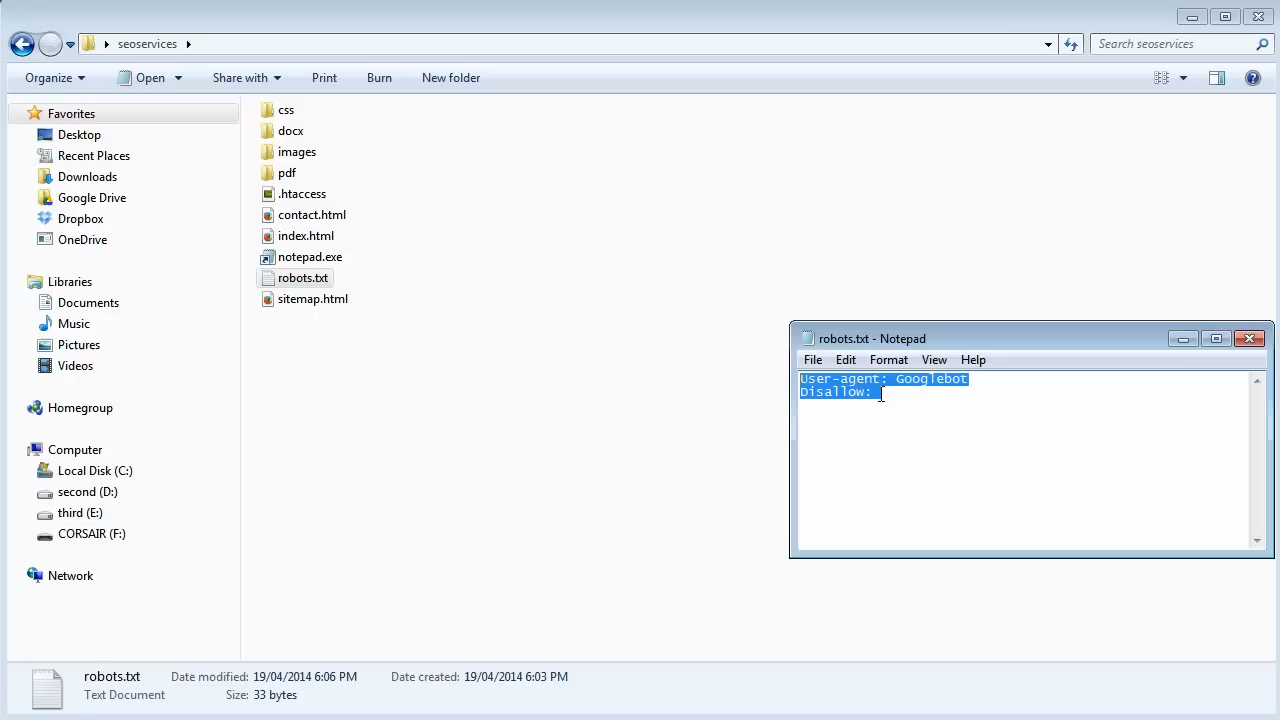 seoservices
Search seoservices
Organize
Open
Share with
Print
Burn
New folder
Favorites
Desktop
Recent Places
Downloads
Google Drive
Dropbox
OneDrive
Libraries
Documents
Music
Pictures
Videos
Homegroup
Computer
Local Disk (C:)
second (D:)
third (E:)
CORSAIR (F:)
Network
css
docx
images
pdf
.htaccess
contact.html
index.html
notepad.exe
robots.txt
sitemap.html
robots.txt - Notepad
File Edit Format View Help
User-agent: Googlebot
Disallow:
robots.txt Date modified: 19/04/2014 6:06 PM Date created: 19/04/2014 6:03 PM
Text Document Size: 33 bytes